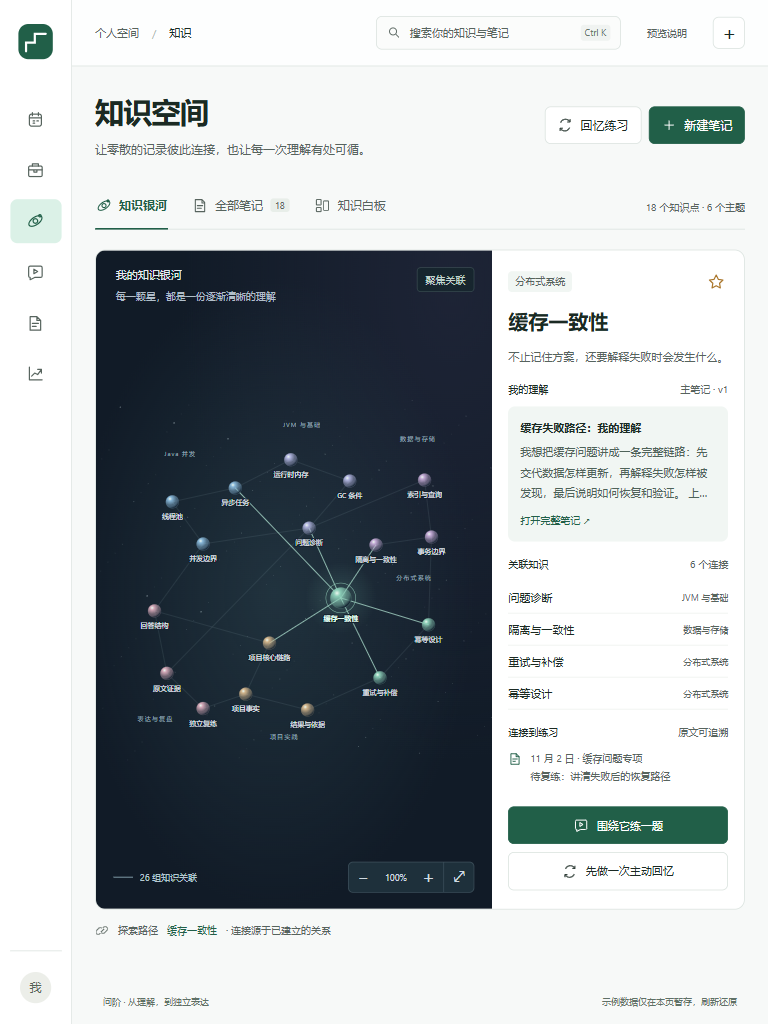 个人空间 / 知识
搜索你的知识与笔记 Ctrl K
预览说明
知识空间
让零散的记录彼此连接，也让每一次理解有处可循。
回忆练习
新建笔记
知识银河
全部笔记 18
知识白板
18 个知识点 · 6 个主题
我的知识银河
每一颗星，都是一份逐渐清晰的理解
聚焦关联
JVM 与基础
数据与存储
Java 并发
运行时内存
GC 条件
索引与查询
异步任务
线程池
问题诊断
事务边界
并发边界
隔离与一致性
分布式系统
缓存一致性
回答结构
幂等设计
项目核心链路
原文证据
重试与补偿
项目事实
独立复练
结果与依据
表达与复盘
项目实践
26 组知识关联
100%
分布式系统
缓存一致性
不止记住方案，还要解释失败时会发生什么。
我的理解 主笔记 · v1
缓存失败路径：我的理解
我想把缓存问题讲成一条完整链路：先
交代数据怎样更新，再解释失败怎样被
发现，最后说明如何恢复和验证。 上...
打开完整笔记 ↗
关联知识 6 个连接
问题诊断 JVM 与基础
隔离与一致性 数据与存储
重试与补偿 分布式系统
幂等设计 分布式系统
连接到练习 原文可追溯
11 月 2 日 · 缓存问题专项
待复练：讲清失败后的恢复路径
围绕它练一题
先做一次主动回忆
探索路径 缓存一致性 · 连接源于已建立的关系
我
问阶 · 从理解，到独立表达
示例数据仅在本页暂存，刷新还原